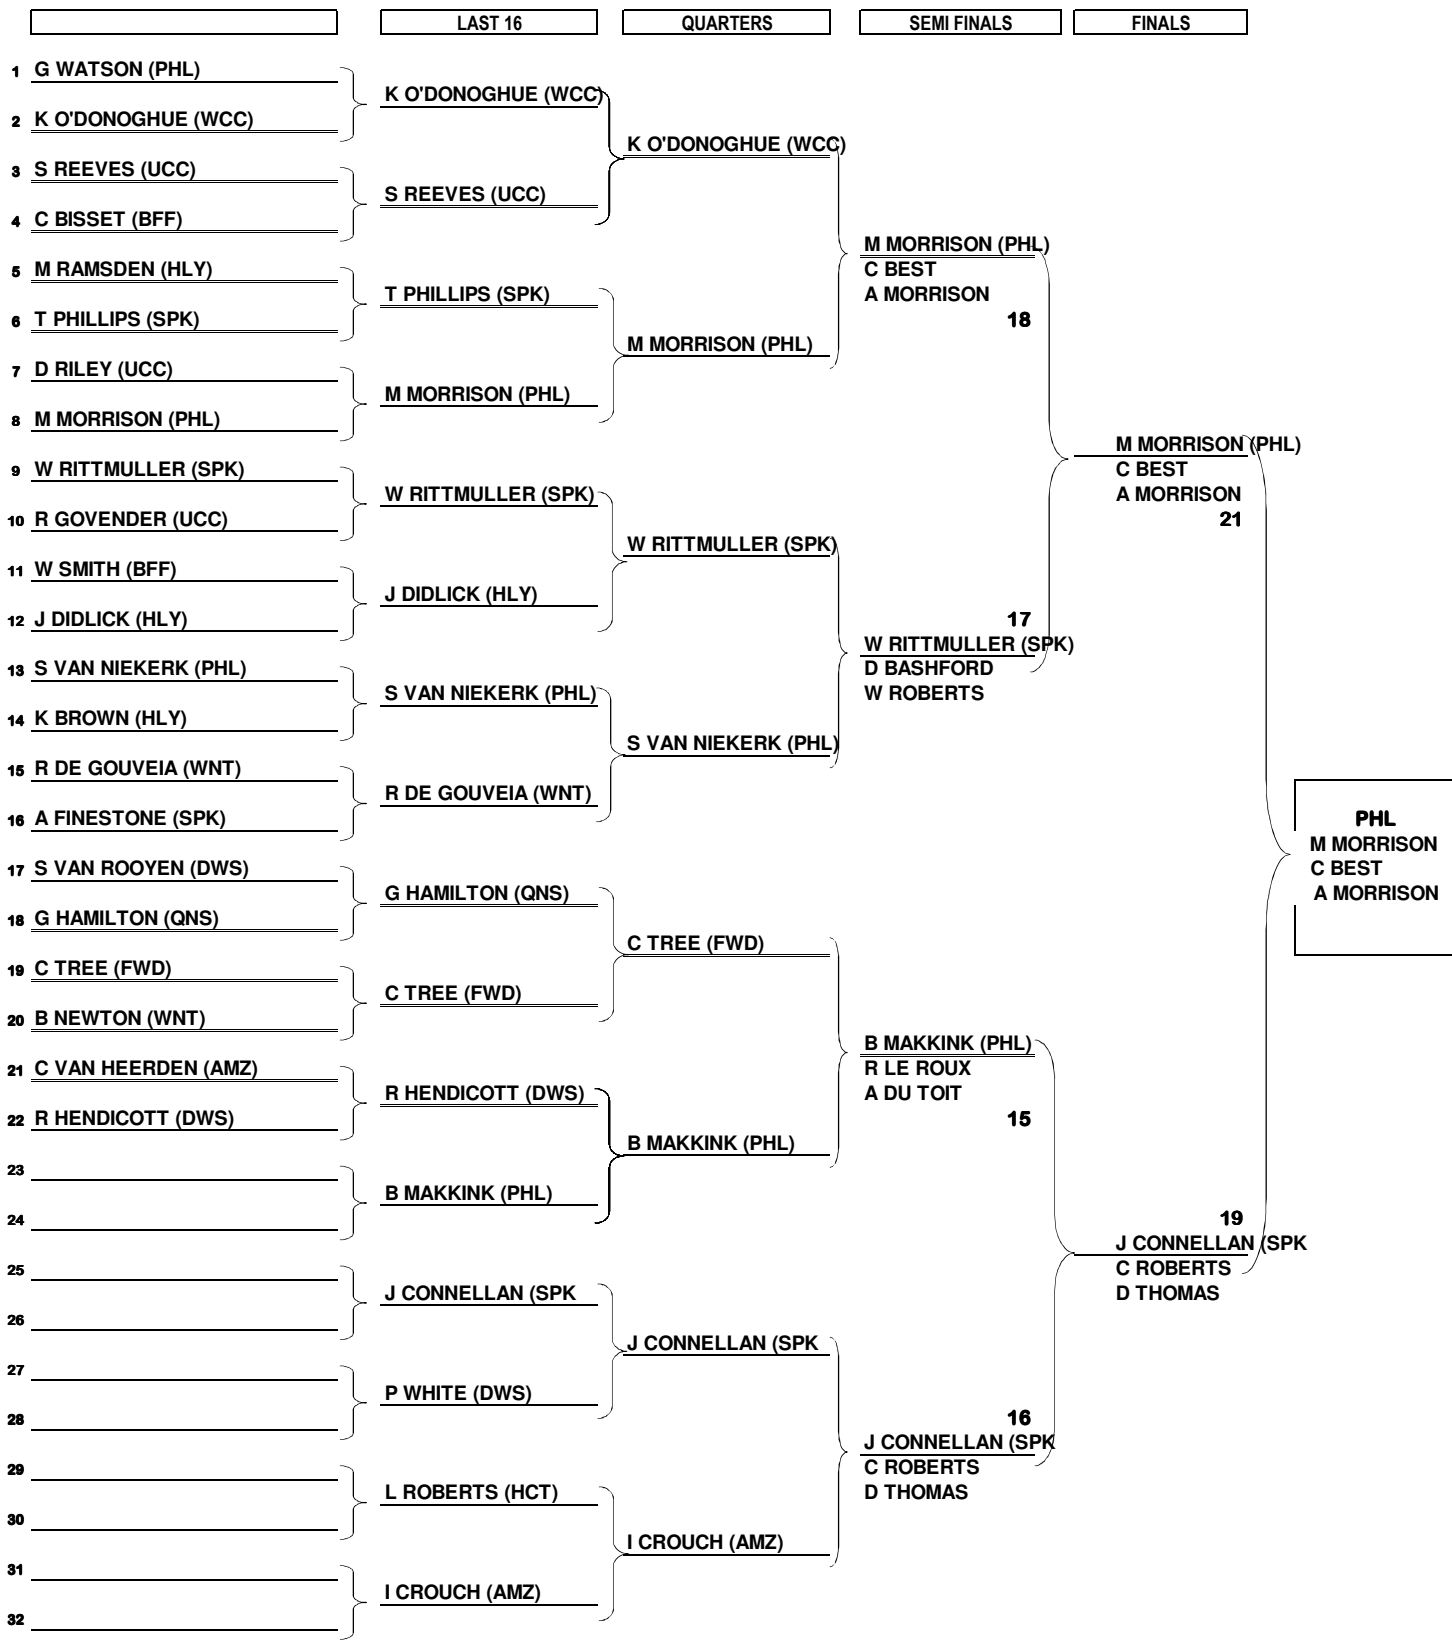 LAST 16
QUARTERS
SEMI FINALS
FINALS
1 G WATSON (PHL)
2 K O'DONOGHUE (WCC)
3 S REEVES (UCC)
4 C BISSET (BFF)
5 M RAMSDEN (HLY)
6 T PHILLIPS (SPK)
7 D RILEY (UCC)
8 M MORRISON (PHL)
9 W RITTMULLER (SPK)
10 R GOVENDER (UCC)
11 W SMITH (BFF)
12 J DIDLICK (HLY)
13 S VAN NIEKERK (PHL)
14 K BROWN (HLY)
15 R DE GOUVEIA (WNT)
16 A FINESTONE (SPK)
17 S VAN ROOYEN (DWS)
18 G HAMILTON (QNS)
19 C TREE (FWD)
20 B NEWTON (WNT)
21 C VAN HEERDEN (AMZ)
22 R HENDICOTT (DWS)
23
24
25
26
27
28
29
30
31
32
K O'DONOGHUE (WCC)
S REEVES (UCC)
T PHILLIPS (SPK)
M MORRISON (PHL)
W RITTMULLER (SPK)
J DIDLICK (HLY)
S VAN NIEKERK (PHL)
R DE GOUVEIA (WNT)
G HAMILTON (QNS)
C TREE (FWD)
R HENDICOTT (DWS)
B MAKKINK (PHL)
J CONNELLAN (SPK
P WHITE (DWS)
L ROBERTS (HCT)
I CROUCH (AMZ)
K O'DONOGHUE (WCC)
M MORRISON (PHL)
W RITTMULLER (SPK)
S VAN NIEKERK (PHL)
C TREE (FWD)
B MAKKINK (PHL)
J CONNELLAN (SPK
I CROUCH (AMZ)
M MORRISON (PHL)
C BEST
A MORRISON
18
17
W RITTMULLER (SPK)
D BASHFORD
W ROBERTS
B MAKKINK (PHL)
R LE ROUX
A DU TOIT
15
16
J CONNELLAN (SPK
C ROBERTS
D THOMAS
M MORRISON (PHL)
C BEST
A MORRISON
21
19
J CONNELLAN (SPK
C ROBERTS
D THOMAS
PHL
M MORRISON
C BEST
A MORRISON